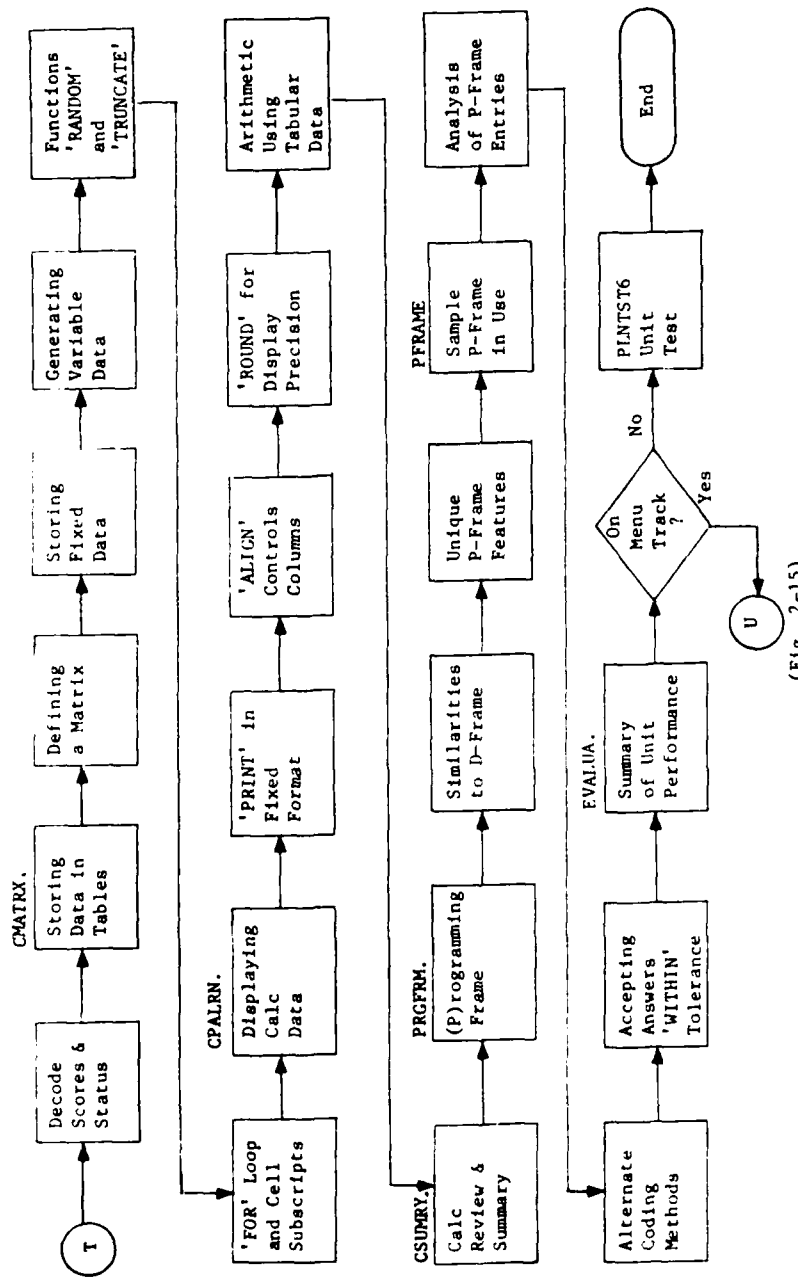 T
Decode
Scores &
Status
CMATRX.
Storing
Data in
Tables
Defining
a Matrix
Storing
Fixed
Data
Generating
Variable
Data
Functions
'RANDOM'
and
'TRUNCATE'
'FOR' Loop
and Cell
Subscripts
CPALRN.
Displaying
Calc
Data
'PRINT' in
Fixed
Format
'ALIGN'
Controls
Columns
'ROUND' for
Display
Precision
Arithmetic
Using
Tabular
Data
CSUMRY.
Calc
Review &
Summary
PRGFRM.
(P)rogramming
Frame
Similarities
to D-Frame
Unique
P-Frame
Features
PFRAME
Sample
P-Frame
in Use
Analysis
of P-Frame
Entries
Alternate
Coding
Methods
Accepting
Answers
'WITHIN'
Tolerance
EVALUA.
Summary
of Unit
Performance
On
Menu
Track
?
No
Yes
PLNTST6
Unit
Test
End
U
(Fig. 2-15)